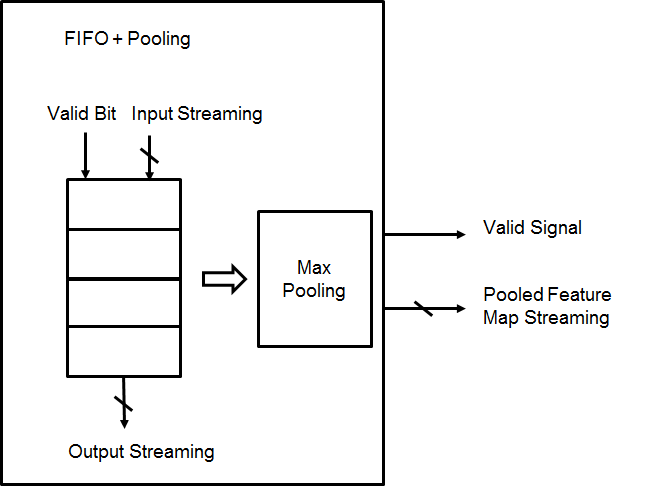 FIFO + Pooling
Valid Bit
Input Streaming
Max
Pooling
Valid Signal
Pooled Feature
Map Streaming
Output Streaming